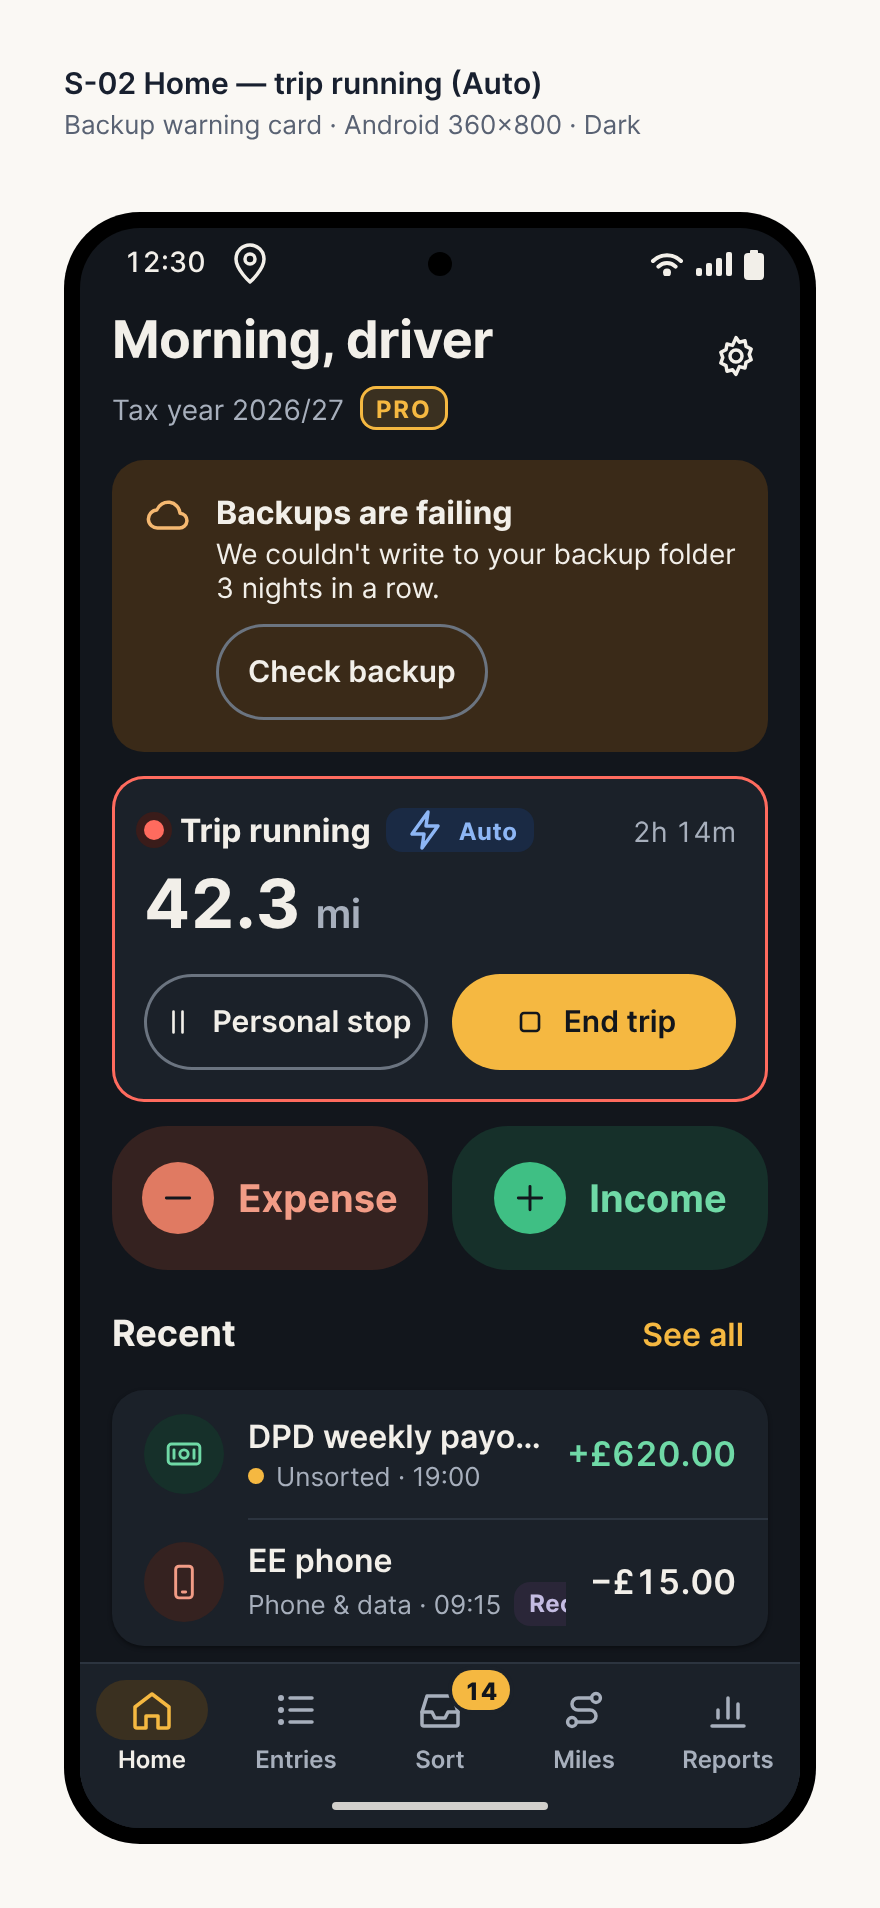 S-02 Home — trip running (Auto)
Backup warning card · Android 360×800 · Dark
12:30
Morning, driver
Tax year 2026/27 PRO
Backups are failing
We couldn't write to your backup folder
3 nights in a row.
Check backup
Trip running Auto 2h 14m
42.3 mi
Personal stop End trip
Expense Income
Recent See all
DPD weekly payo... +£620.00
Unsorted · 19:00
EE phone −£15.00
Phone & data · 09:15
14
Home Entries Sort Miles Reports